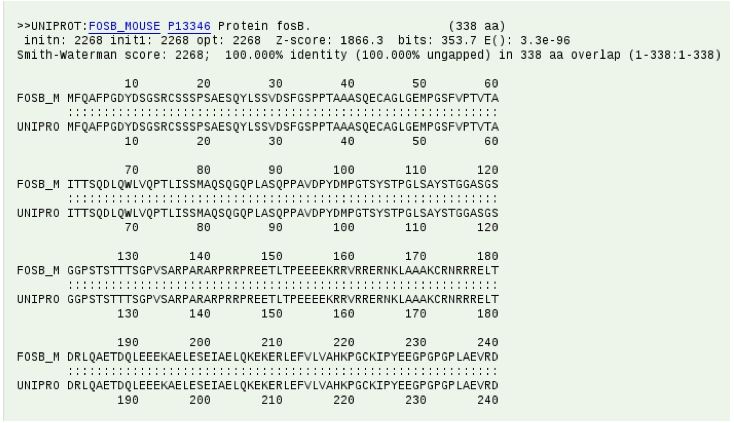 >>UNIPROT:FOSB_MOUSE P13346 Protein fosB. (338 aa)
initn: 2268 init1: 2268 opt: 2268 Z-score: 1866.3 bits: 353.7 E(): 3.3e-96
Smith-Waterman score: 2268; 100.000% identity (100.000% ungapped) in 338 aa overlap (1-338:1-338)
10 20 30 40 50 60
FOSB_M MFQAFPGDYDSGSRCSSSPSAESQYLSSVDSFGSPPTAAASQECAGLGEMPGSFVPTVTA
::::::::::::::::::::::::::::::::::::::::::::::::::::::::::::
UNIPRO MFQAFPGDYDSGSRCSSSPSAESQYLSSVDSFGSPPTAAASQECAGLGEMPGSFVPTVTA
10 20 30 40 50 60
70 80 90 100 110 120
FOSB_M ITTSQDLQWLVQPTLISSMAQSQGQPLASQPPAVDPYDMPGTSYSTPGLSAYSTGGASGS
::::::::::::::::::::::::::::::::::::::::::::::::::::::::::::
UNIPRO ITTSQDLQWLVQPTLISSMAQSQGQPLASQPPAVDPYDMPGTSYSTPGLSAYSTGGASGS
70 80 90 100 110 120
130 140 150 160 170 180
FOSB_M GGPSTSTTTSGPVSARPARARPRRPREETLTPEEEEKRRVRRERNKLAAAKCRNRRRELT
::::::::::::::::::::::::::::::::::::::::::::::::::::::::::::
UNIPRO GGPSTSTTTSGPVSARPARARPRRPREETLTPEEEEKRRVRRERNKLAAAKCRNRRRELT
130 140 150 160 170 180
190 200 210 220 230 240
FOSB_M DRLQAETDQLEEEKAELESEIAELQKEKERLEFVLVAHKPGCKIPYEEGPGPGPLAEVRD
::::::::::::::::::::::::::::::::::::::::::::::::::::::::::::
UNIPRO DRLQAETDQLEEEKAELESEIAELQKEKERLEFVLVAHKPGCKIPYEEGPGPGPLAEVRD
190 200 210 220 230 240